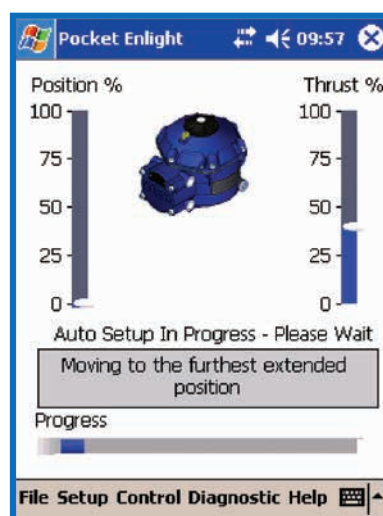 Pocket Enlight 09:57
Position % Thrust %
100 100
75 75
50 50
25 25
0 0
Auto Setup In Progress - Please Wait
Moving to the furthest extended
position
Progress
File Setup Control Diagnostic Help